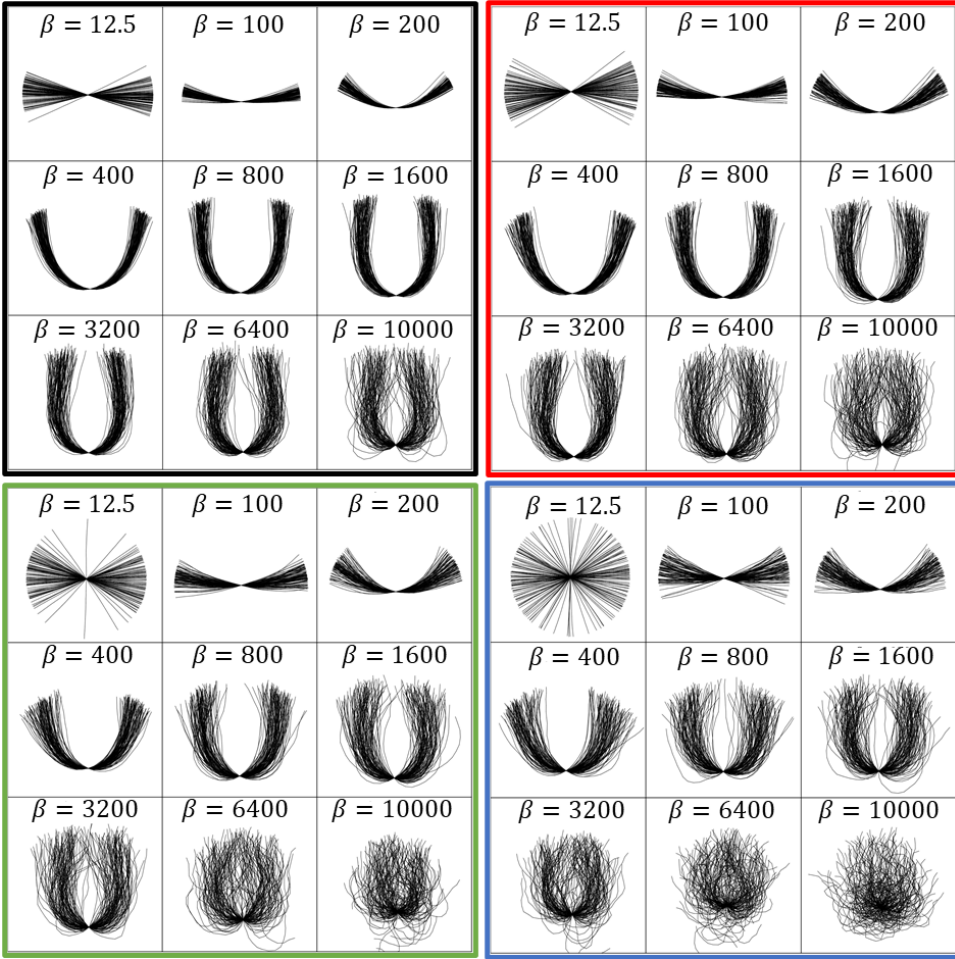 β = 12.5
β = 100
β = 200
β = 400
β = 800
β = 1600
β = 3200
β = 6400
β = 10000
β = 12.5
β = 100
β = 200
β = 400
β = 800
β = 1600
β = 3200
β = 6400
β = 10000
β = 12.5
β = 100
β = 200
β = 400
β = 800
β = 1600
β = 3200
β = 6400
β = 10000
β = 12.5
β = 100
β = 200
β = 400
β = 800
β = 1600
β = 3200
β = 6400
β = 10000